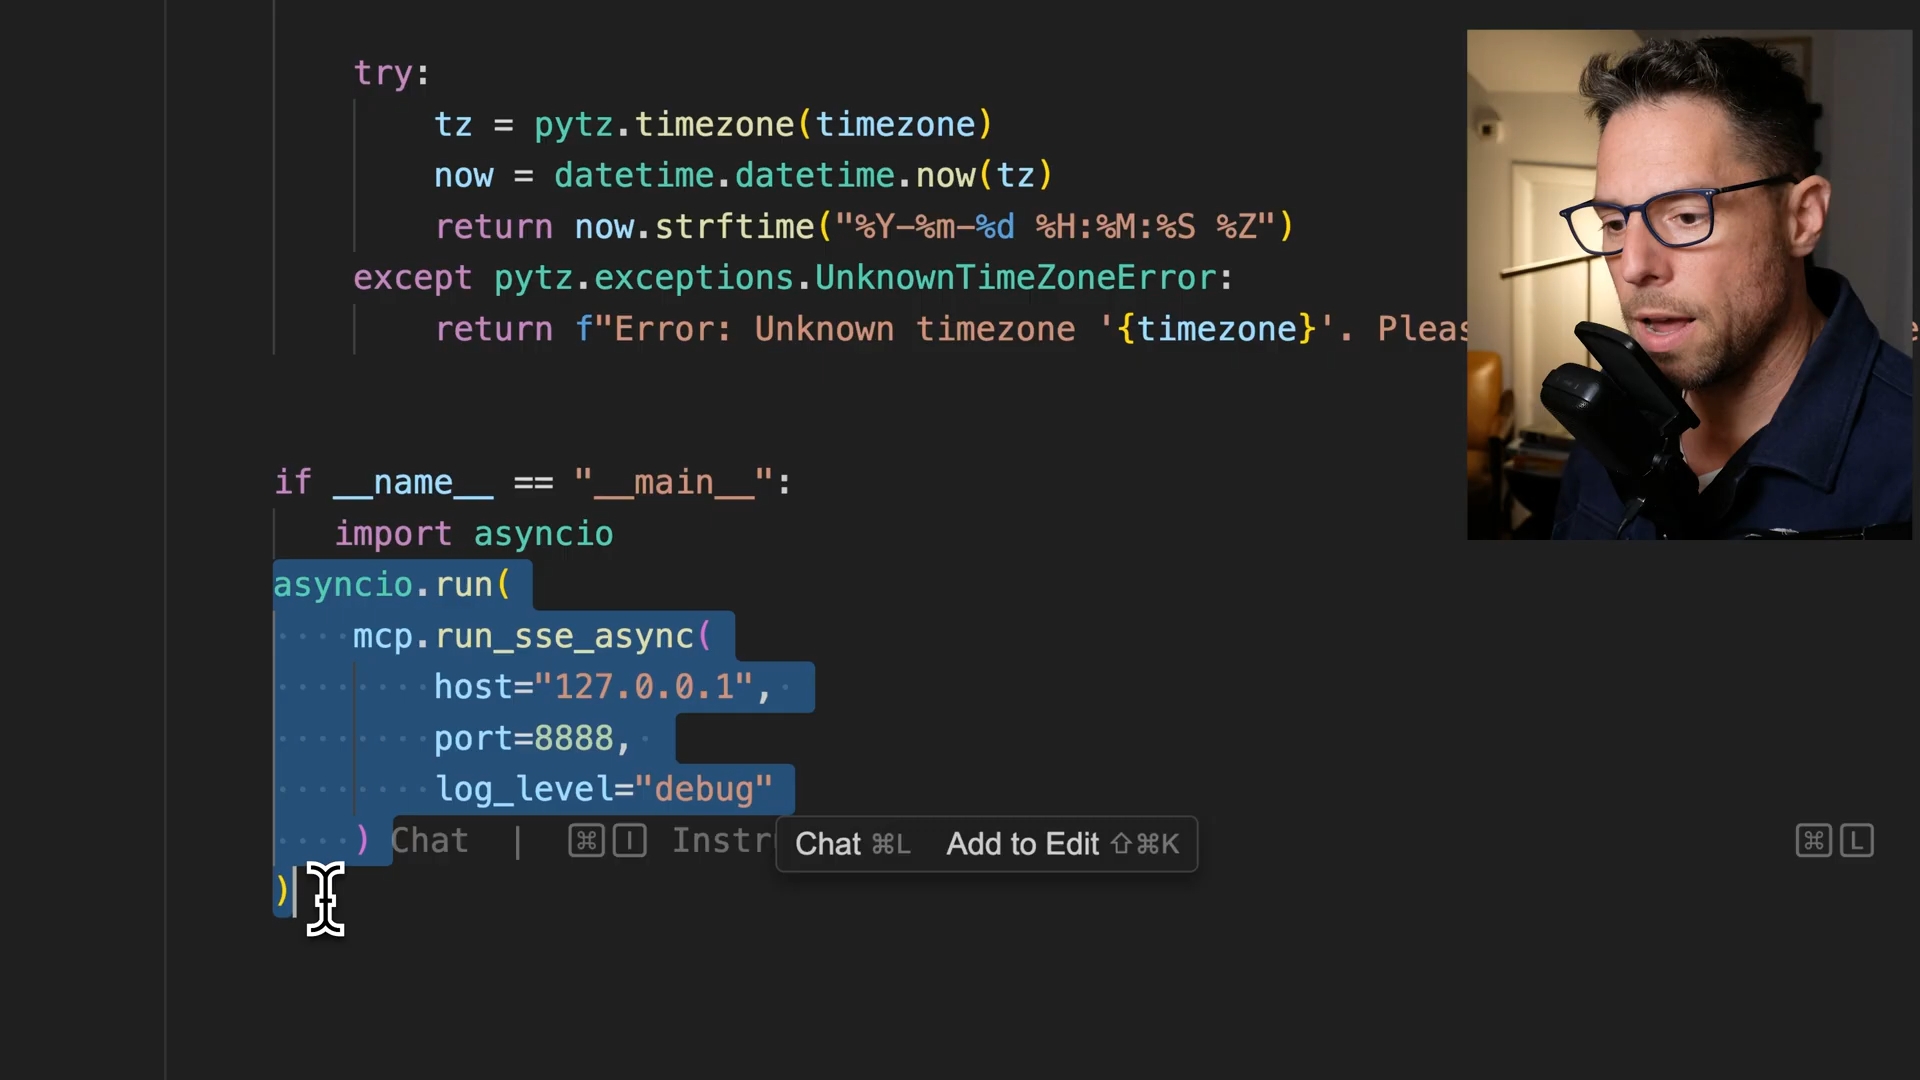 try:
tz = pytz.timezone(timezone)
now = datetime.datetime.now(tz)
return now.strftime("%Y-%m-%d %H:%M:%S %Z")
except pytz.exceptions.UnknownTimeZoneError:
return f"Error: Unknown timezone '{timezone}'. Pleas
if __name__ == "__main__":
import asyncio
asyncio.run(
mcp.run_sse_async(
host="127.0.0.1",
port=8888,
log_level="debug"
) Chat | ⌘ I Instr Chat ⌘L Add to Edit ⇧⌘K ⌘ L
)